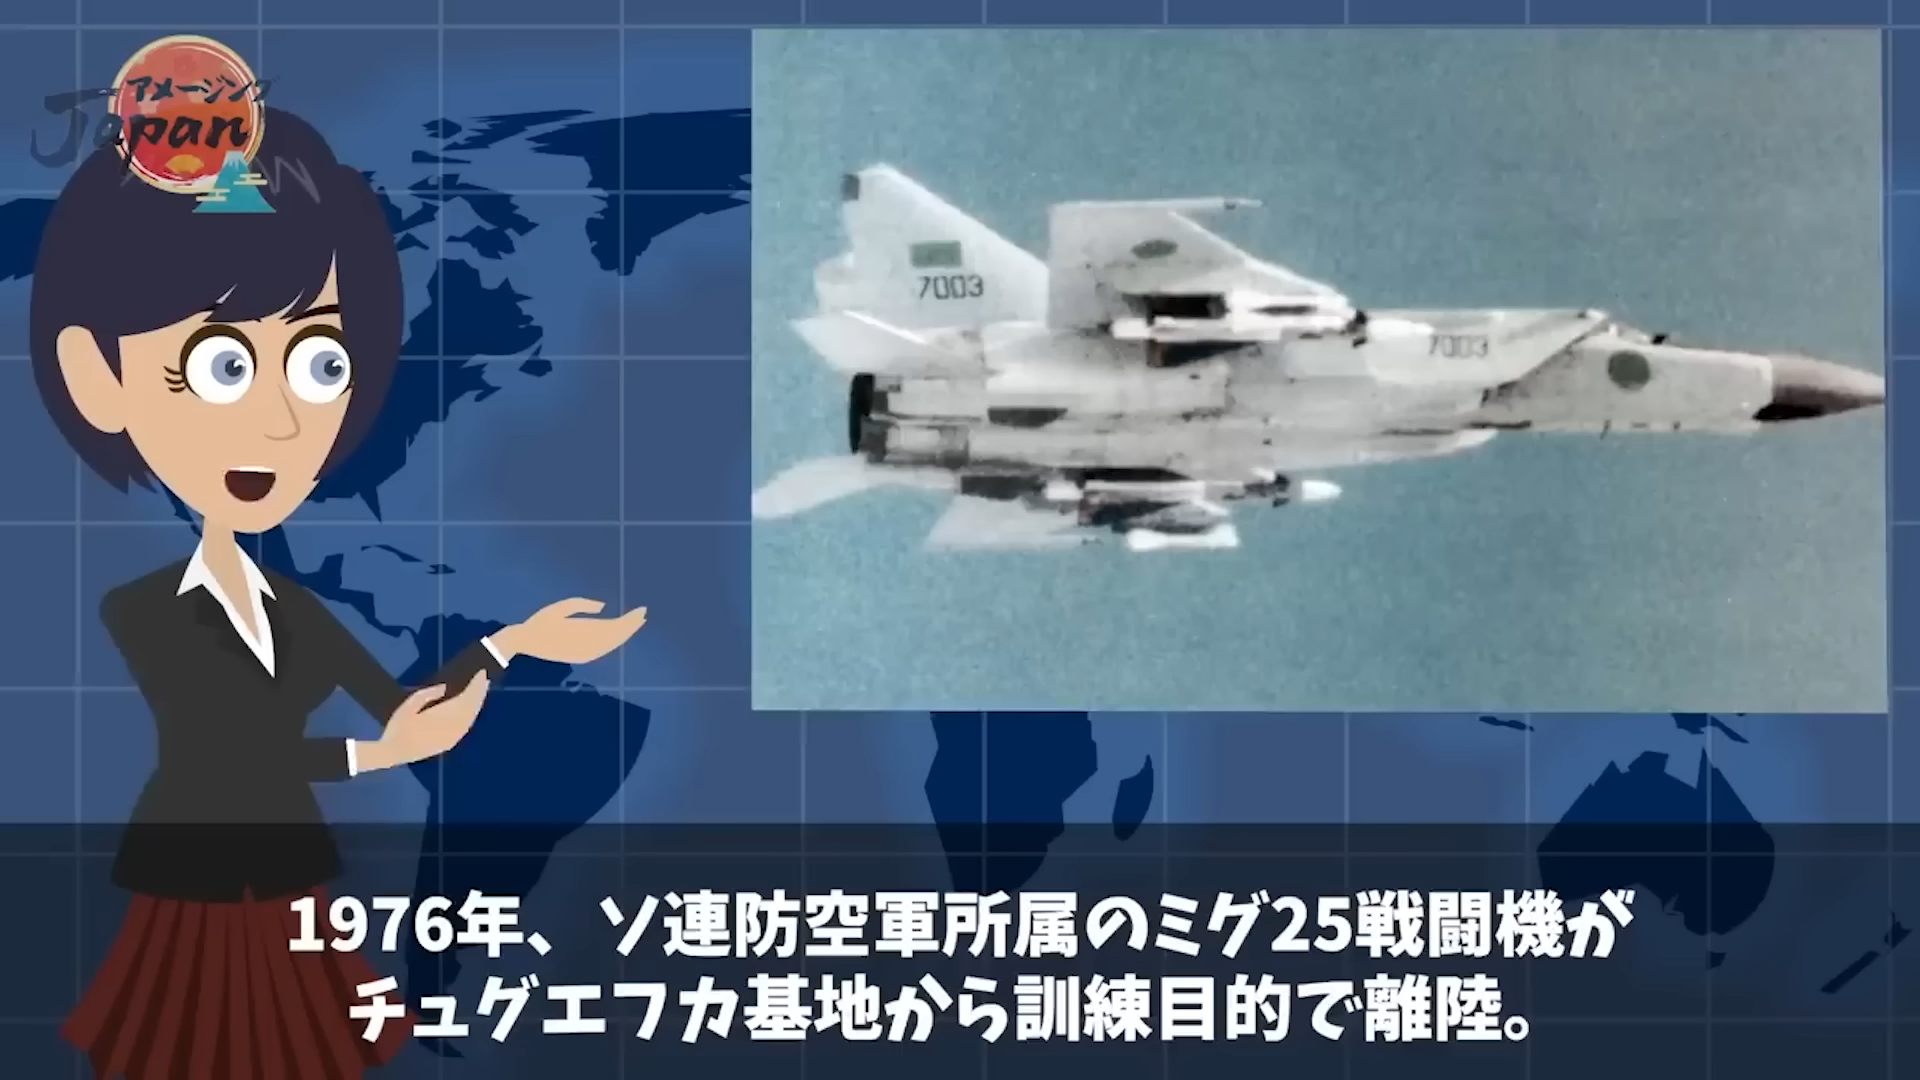 アメージング
Japan
7003
7003
1976年、ソ連防空軍所属のミグ25戦闘機が
チュグエフカ基地から訓練目的で離陸。